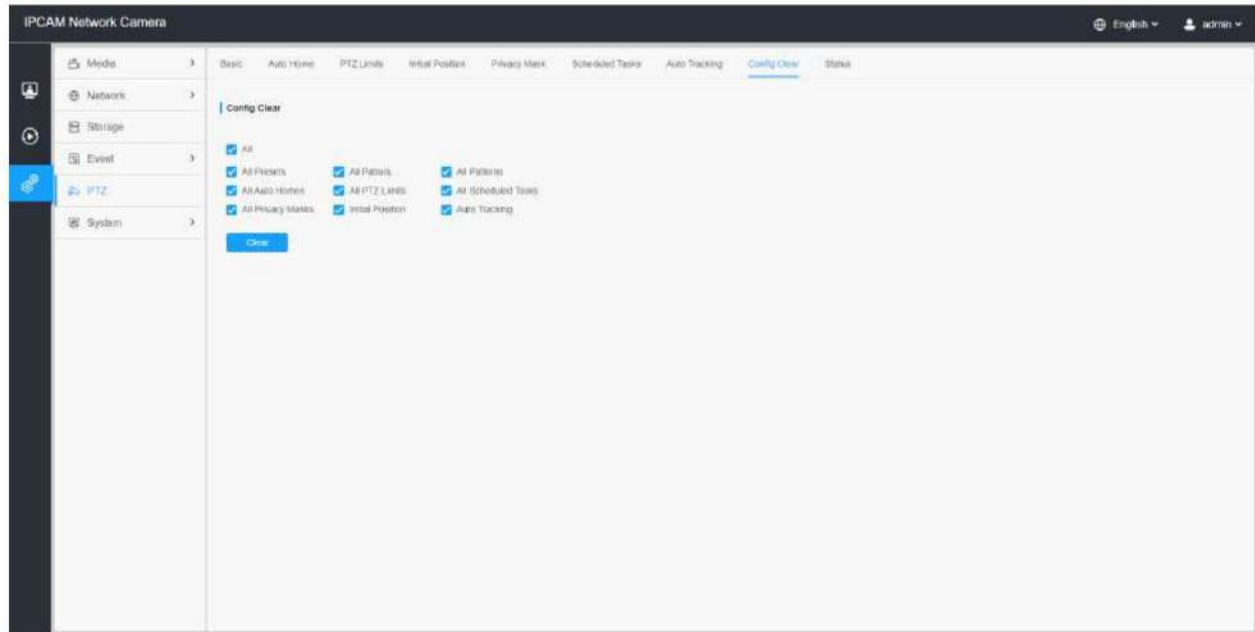 IPCAM Network Camera
English
admin
Media
Network
Storage
Event
PTZ
System
Basic Auto Home PTZ Limits Initial Position Privacy Mask Scheduled Tasks Auto Tracking Config Clear Status
Config Clear
All
All Presets All Patrols All Patterns
All Auto Homes All PTZ Limits All Scheduled Tasks
All Privacy Masks Initial Position Auto Tracking
Clear